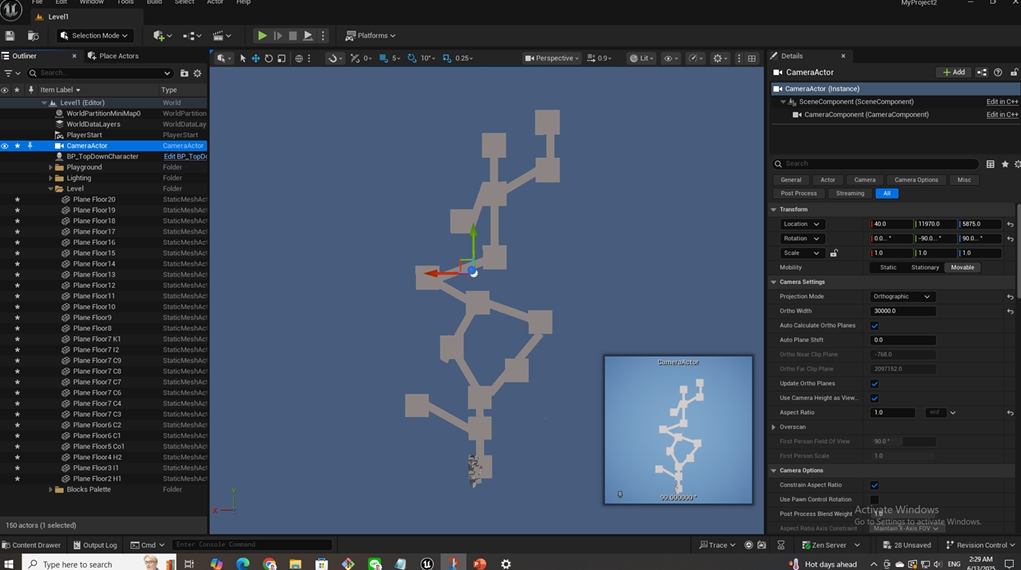 File Edit Window Tools Build Select Actor Help MyProject2
Level1
Selection Mode Platforms
Outliner Place Actors
Search...
Item Label Type
Level1 (Editor) World
WorldPartitionMiniMap0 WorldPartition
WorldDataLayers WorldDataLay
PlayerStart PlayerStart
CameraActor CameraActor
BP_TopDownCharacter Edit BP_TopDo
Playground Folder
Lighting Folder
Level Folder
Plane Floor20 StaticMeshAct
Plane Floor19 StaticMeshAct
Plane Floor18 StaticMeshAct
Plane Floor17 StaticMeshAct
Plane Floor16 StaticMeshAct
Plane Floor15 StaticMeshAct
Plane Floor14 StaticMeshAct
Plane Floor13 StaticMeshAct
Plane Floor12 StaticMeshAct
Plane Floor11 StaticMeshAct
Plane Floor10 StaticMeshAct
Plane Floor9 StaticMeshAct
Plane Floor8 StaticMeshAct
Plane Floor7 K1 StaticMeshAct
Plane Floor7 I2 StaticMeshAct
Plane Floor7 C9 StaticMeshAct
Plane Floor7 C8 StaticMeshAct
Plane Floor7 C7 StaticMeshAct
Plane Floor7 C6 StaticMeshAct
Plane Floor7 C4 StaticMeshAct
Plane Floor7 C3 StaticMeshAct
Plane Floor6 C2 StaticMeshAct
Plane Floor6 C1 StaticMeshAct
Plane Floor5 Co1 StaticMeshAct
Plane Floor4 H2 StaticMeshAct
Plane Floor3 I1 StaticMeshAct
Plane Floor2 H1 StaticMeshAct
Blocks Palette Folder
150 actors (1 selected)
0 5 10° 0.25 Perspective 0.9 Lit
CameraActor
90.000000 °
Y
X
Details
CameraActor + Add
CameraActor (Instance)
SceneComponent (SceneComponent) Edit in C++
CameraComponent (CameraComponent) Edit in C++
Search
General Actor Camera Camera Options Misc
Post Process Streaming All
Transform
Location 40.0 11970.0 5875.0
Rotation 0.0... ° -90.0... ° 90.0... °
Scale 1.0 1.0 1.0
Mobility Static Stationary Movable
Camera Settings
Projection Mode Orthographic
Ortho Width 30000.0
Auto Calculate Ortho Planes
Auto Plane Shift 0.0
Ortho Near Clip Plane -768.0
Ortho Far Clip Plane 2097152.0
Update Ortho Planes
Use Camera Height as View...
Aspect Ratio 1.0
Overscan
First Person Field Of View 90.0 °
First Person Scale 1.0
Camera Options
Constrain Aspect Ratio
Use Pawn Control Rotation
Post Process Blend Weight 1.0
Aspect Ratio Axis Constraint Maintain X-Axis FOV
Activate Windows
Go to Settings to activate Windows.
Content Drawer Output Log Cmd Enter Console Command Trace Zen Server 28 Unsaved Revision Control
Type here to search Hot days ahead 2:29 AM
6/13/2025